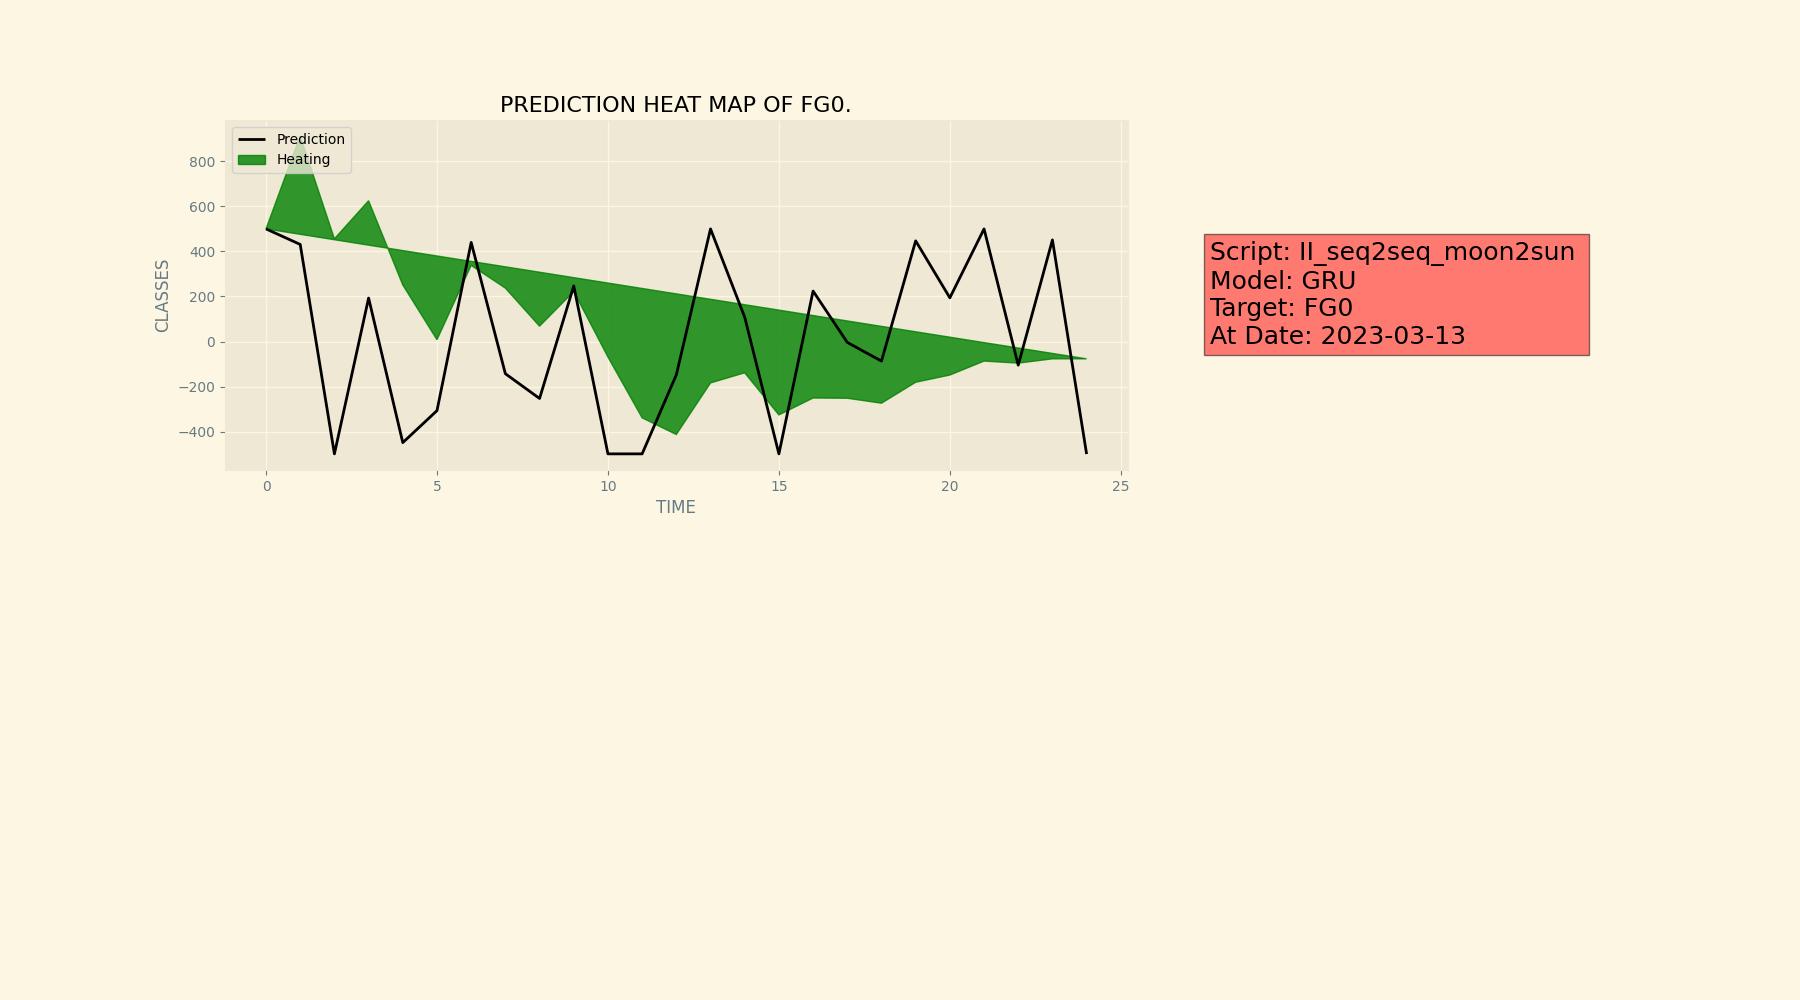 PREDICTION HEAT MAP OF FG0.
Prediction
Heating
CLASSES
800
600
400
200
0
−200
−400
0 5 10 15 20 25
TIME
Script: II_seq2seq_moon2sun
Model: GRU
Target: FG0
At Date: 2023-03-13